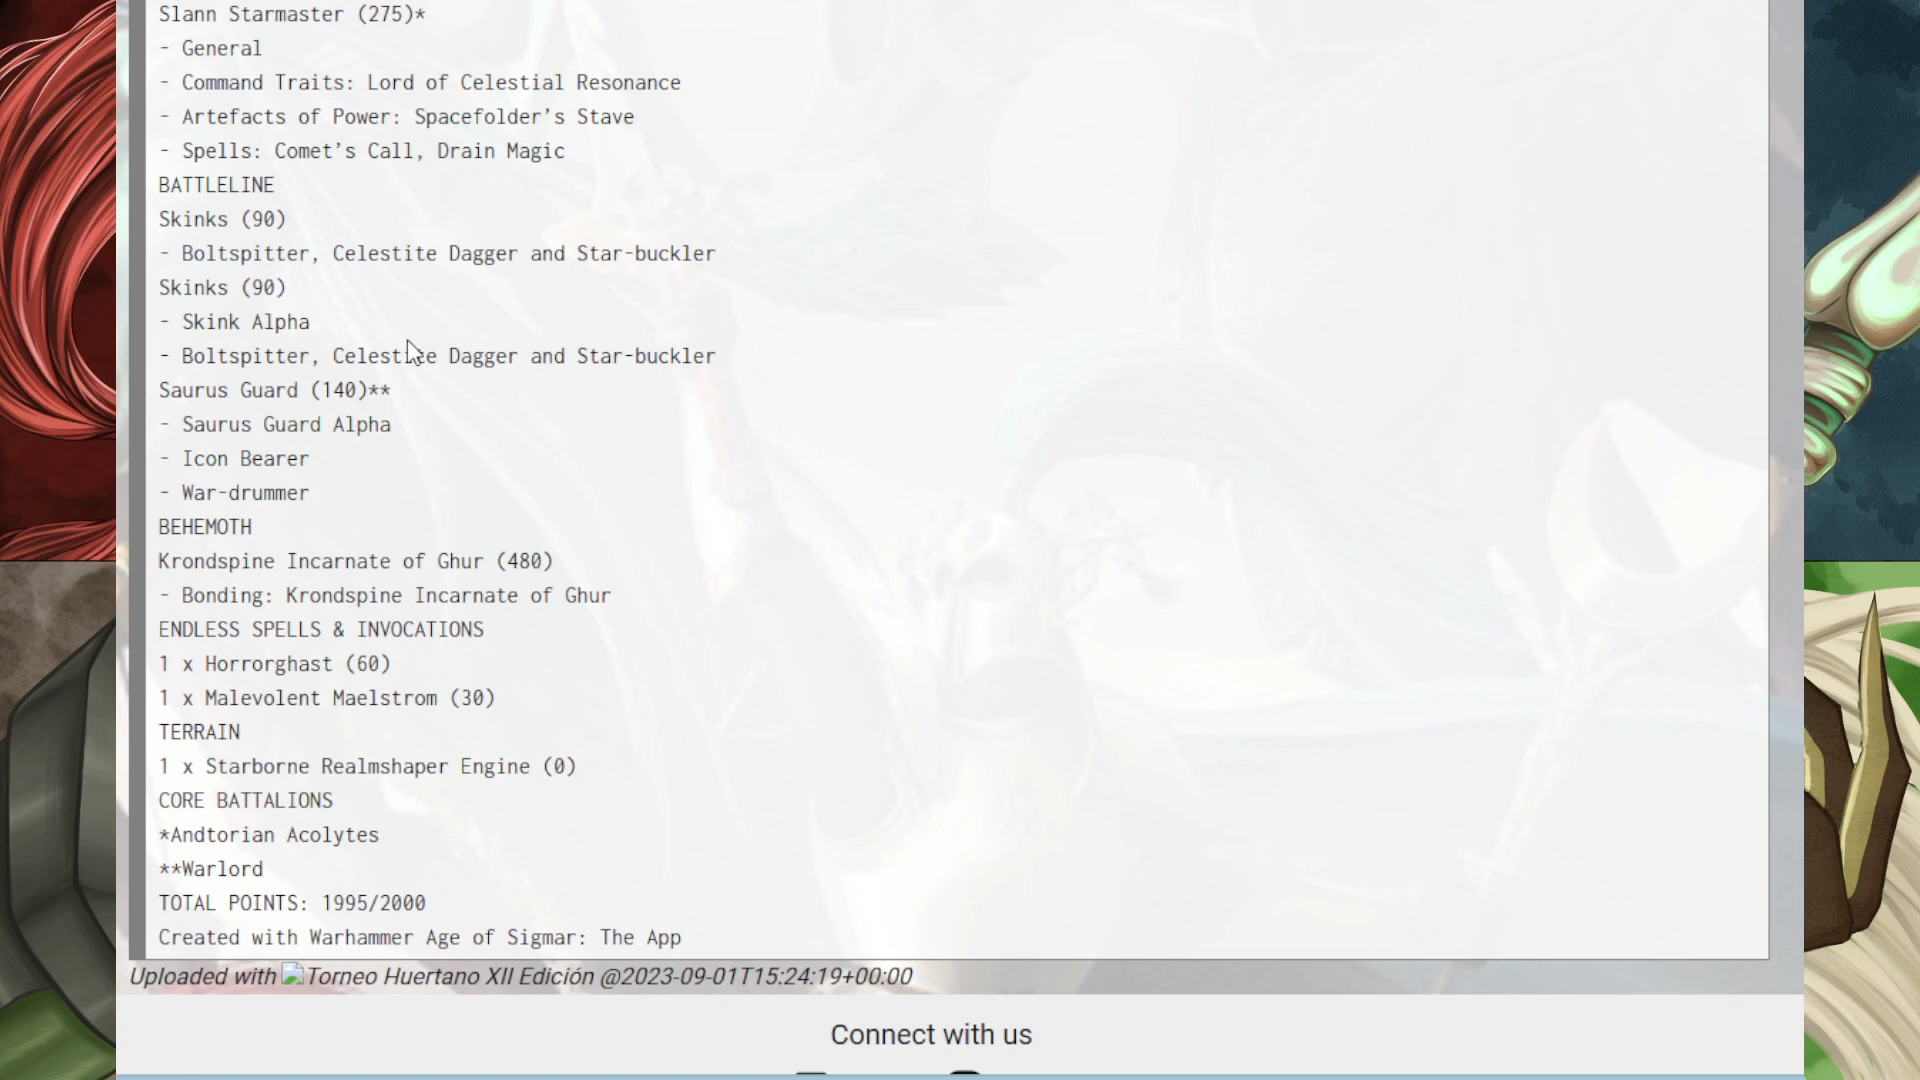 Slann Starmaster (275)*
- General
- Command Traits: Lord of Celestial Resonance
- Artefacts of Power: Spacefolder’s Stave
- Spells: Comet’s Call, Drain Magic
BATTLELINE
Skinks (90)
- Boltspitter, Celestite Dagger and Star-buckler
Skinks (90)
- Skink Alpha
- Boltspitter, Celestite Dagger and Star-buckler
Saurus Guard (140)**
- Saurus Guard Alpha
- Icon Bearer
- War-drummer
BEHEMOTH
Krondspine Incarnate of Ghur (480)
- Bonding: Krondspine Incarnate of Ghur
ENDLESS SPELLS & INVOCATIONS
1 x Horrorghast (60)
1 x Malevolent Maelstrom (30)
TERRAIN
1 x Starborne Realmshaper Engine (0)
CORE BATTALIONS
*Andtorian Acolytes
**Warlord
TOTAL POINTS: 1995/2000
Created with Warhammer Age of Sigmar: The App
Uploaded with Torneo Huertano XII Edición @2023-09-01T15:24:19+00:00
Connect with us